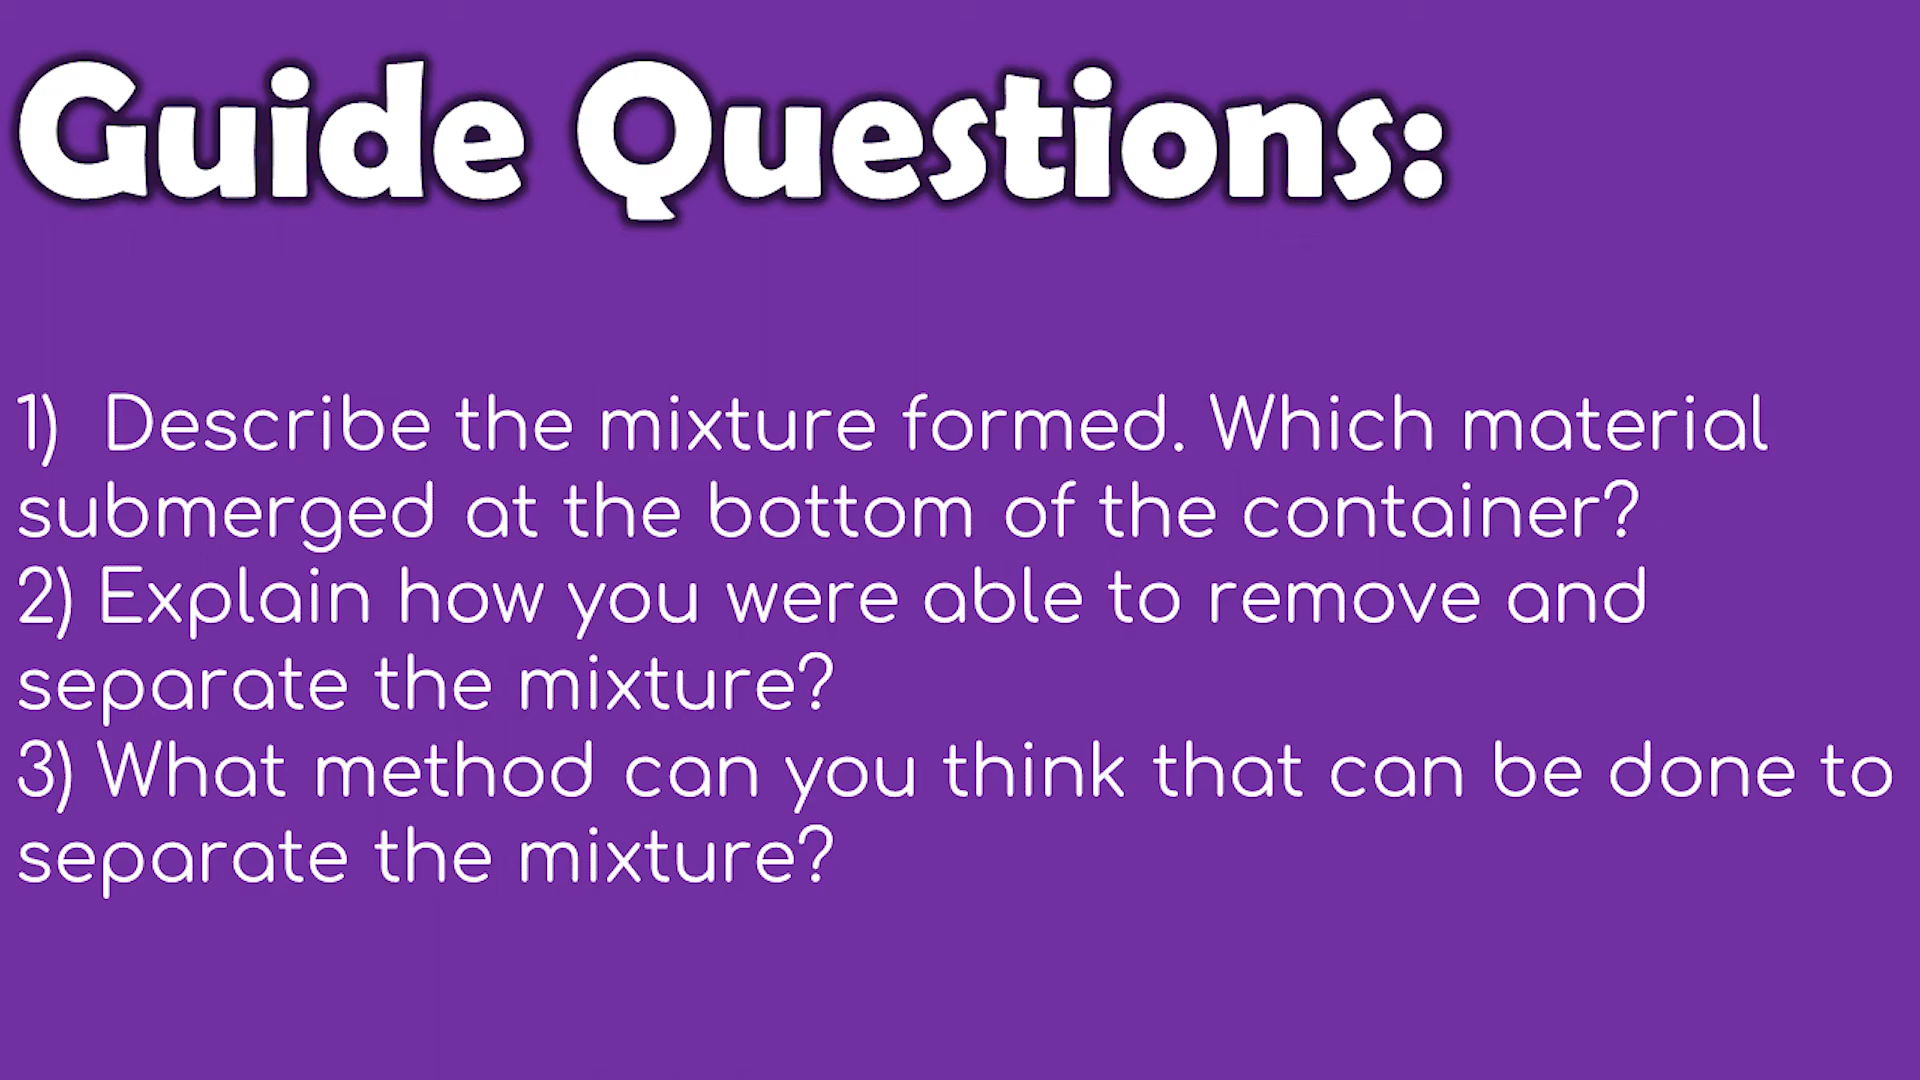 Guide Questions:
1) Describe the mixture formed. Which material
submerged at the bottom of the container?
2) Explain how you were able to remove and
separate the mixture?
3) What method can you think that can be done to
separate the mixture?